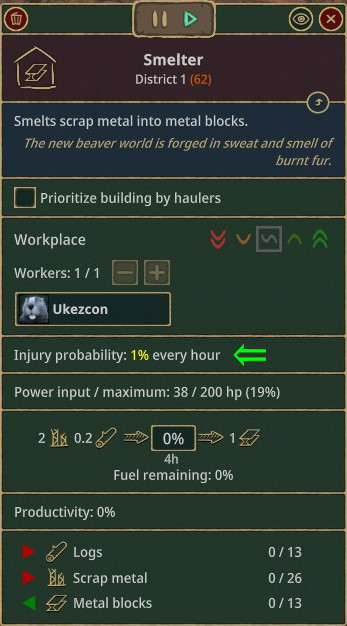 Smelter
District 1 (62)
Smelts scrap metal into metal blocks.
The new beaver world is forged in sweat and smell of
burnt fur.
Prioritize building by haulers
Workplace
Workers: 1 / 1
Ukezcon
Injury probability: 1% every hour
Power input / maximum: 38 / 200 hp (19%)
2 0.2 0% 1
4h
Fuel remaining: 0%
Productivity: 0%
Logs 0 / 13
Scrap metal 0 / 26
Metal blocks 0 / 13